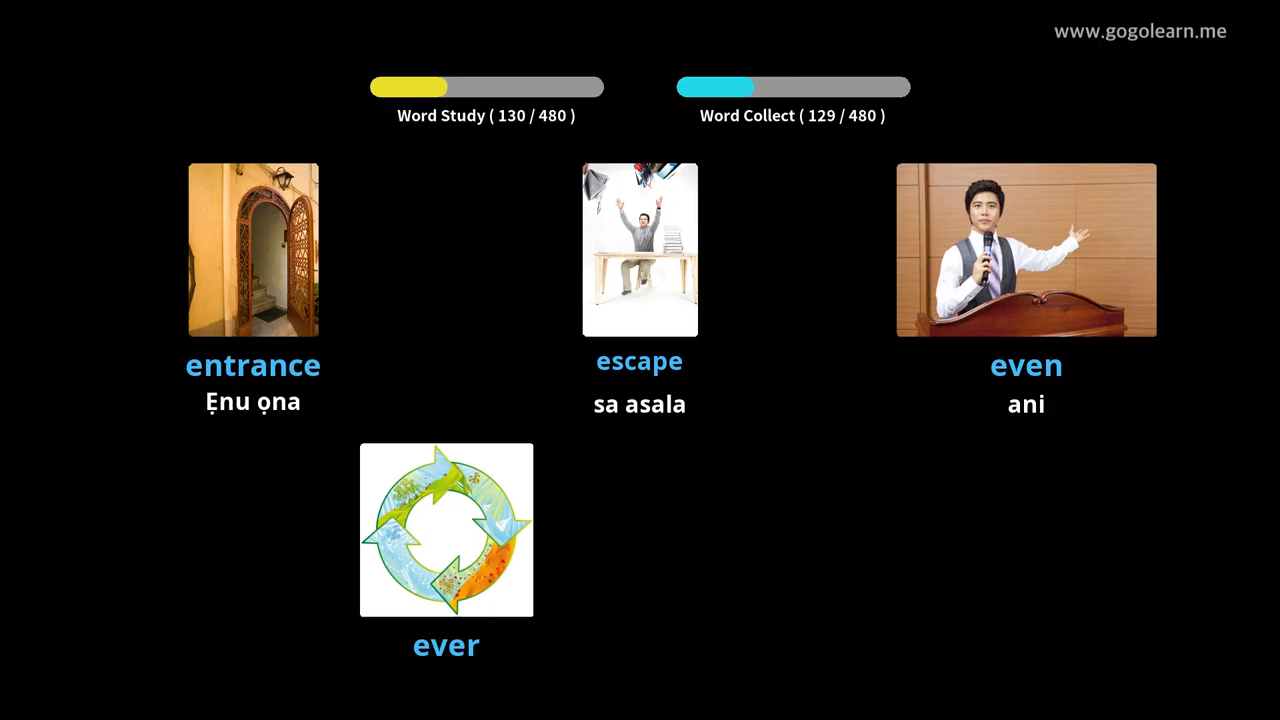 www.gogolearn.me
Word Study ( 130 / 480 )
Word Collect ( 129 / 480 )
entrance
Ẹnu ọna
escape
sa asala
even
ani
ever